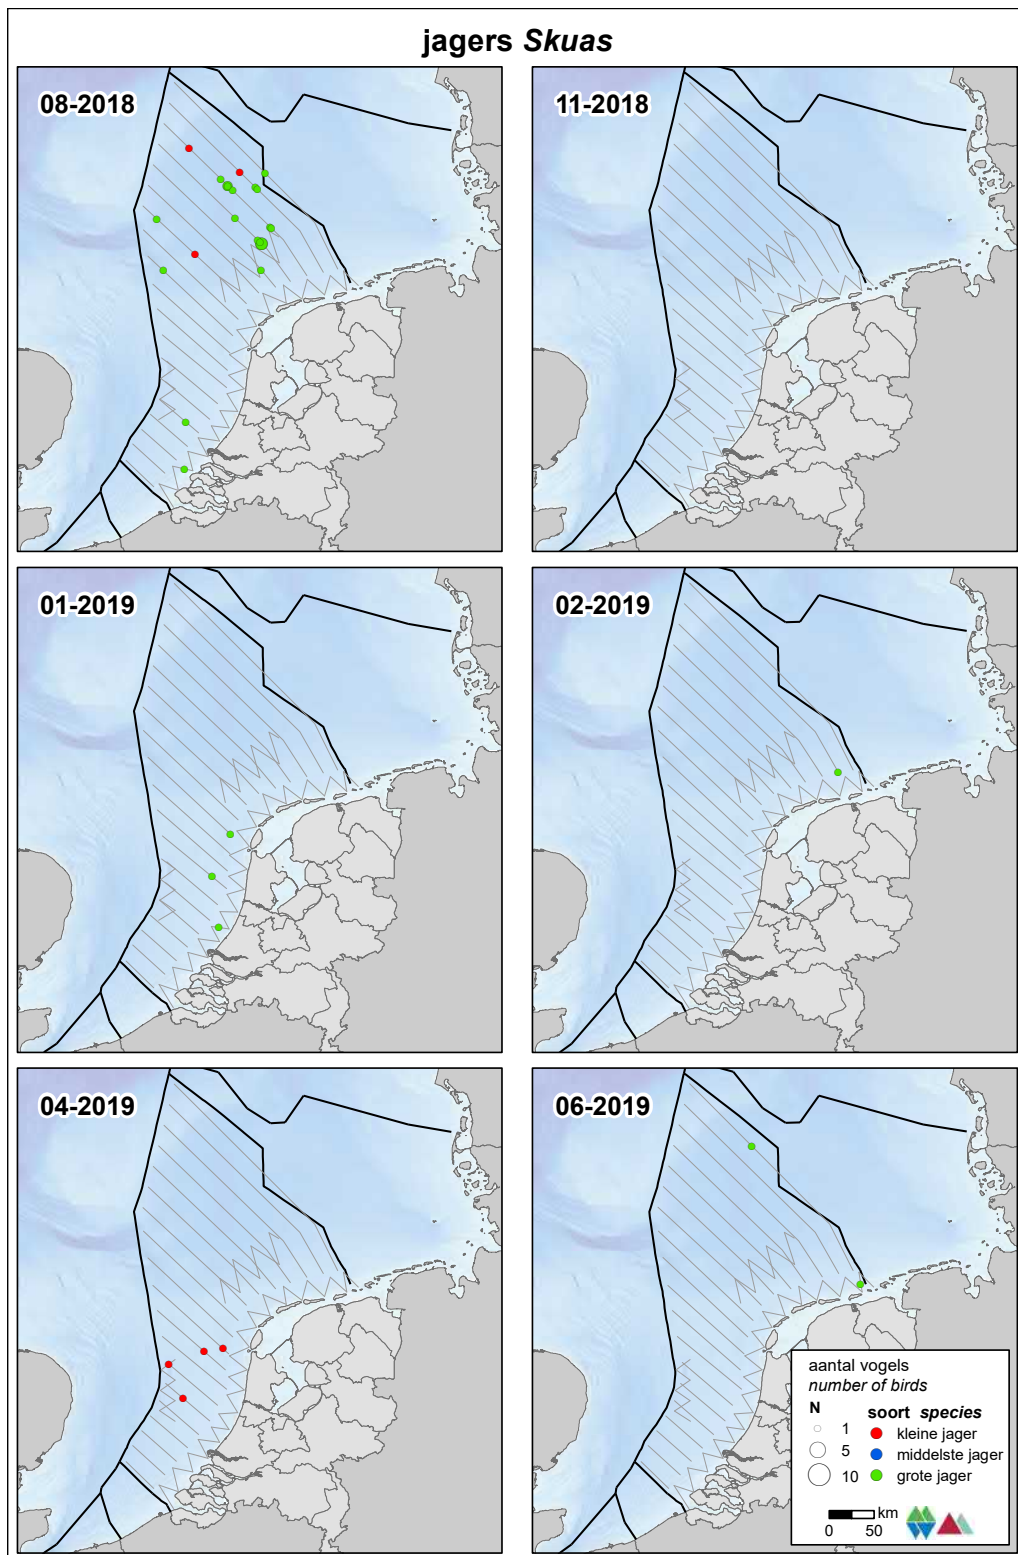 jagers Skuas
08-2018
11-2018
01-2019
02-2019
04-2019
06-2019
aantal vogels
number of birds
N
soort species
1
kleine jager
5
middelste jager
10
grote jager
km
0 50